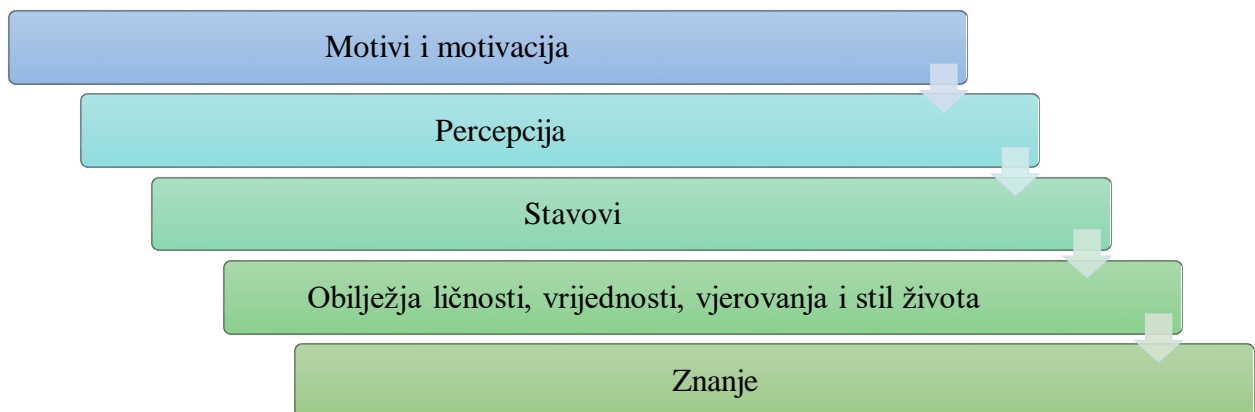 Motivi i motivacija
Percepcija
Stavovi
Obilježja ličnosti, vrijednosti, vjerovanja i stil života
Znanje